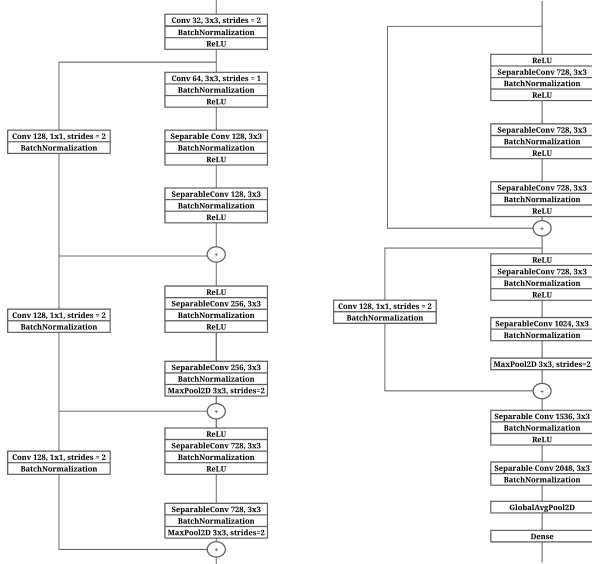 Conv 32, 3x3, strides = 2
BatchNormalization
ReLU
Conv 64, 3x3, strides = 1
BatchNormalization
ReLU
Conv 128, 1x1, strides = 2
BatchNormalization
Separable Conv 128, 3x3
BatchNormalization
ReLU
SeparableConv 128, 3x3
BatchNormalization
ReLU
+
ReLU
SeparableConv 256, 3x3
BatchNormalization
ReLU
Conv 128, 1x1, strides = 2
BatchNormalization
SeparableConv 256, 3x3
BatchNormalization
MaxPool2D 3x3, strides=2
+
ReLU
SeparableConv 728, 3x3
BatchNormalization
ReLU
Conv 128, 1x1, strides = 2
BatchNormalization
SeparableConv 728, 3x3
BatchNormalization
MaxPool2D 3x3, strides=2
+
ReLU
SeparableConv 728, 3x3
BatchNormalization
ReLU
SeparableConv 728, 3x3
BatchNormalization
ReLU
SeparableConv 728, 3x3
BatchNormalization
ReLU
+
ReLU
SeparableConv 728, 3x3
BatchNormalization
ReLU
Conv 128, 1x1, strides = 2
BatchNormalization
SeparableConv 1024, 3x3
BatchNormalization
MaxPool2D 3x3, strides=2
+
Separable Conv 1536, 3x3
BatchNormalization
ReLU
Separable Conv 2048, 3x3
BatchNormalization
GlobalAvgPool2D
Dense